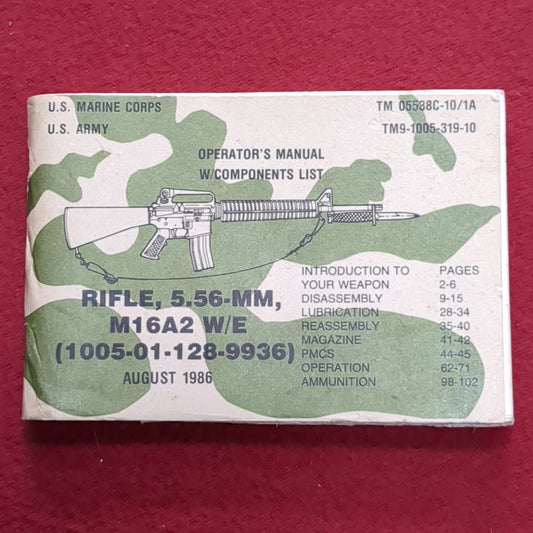 U.S. MARINE CORPS TM 05538C-10/1A
U.S. ARMY TM9-1005-319-10
OPERATOR'S MANUAL
W/COMPONENTS LIST
RIFLE, 5.56-MM,
M16A2 W/E
(1005-01-128-9936)
AUGUST 1986
INTRODUCTION TO PAGES
YOUR WEAPON 2-6
DISASSEMBLY 9-15
LUBRICATION 28-34
REASSEMBLY 35-40
MAGAZINE 41-42
PMCS 44-45
OPERATION 62-71
AMMUNITION 98-102